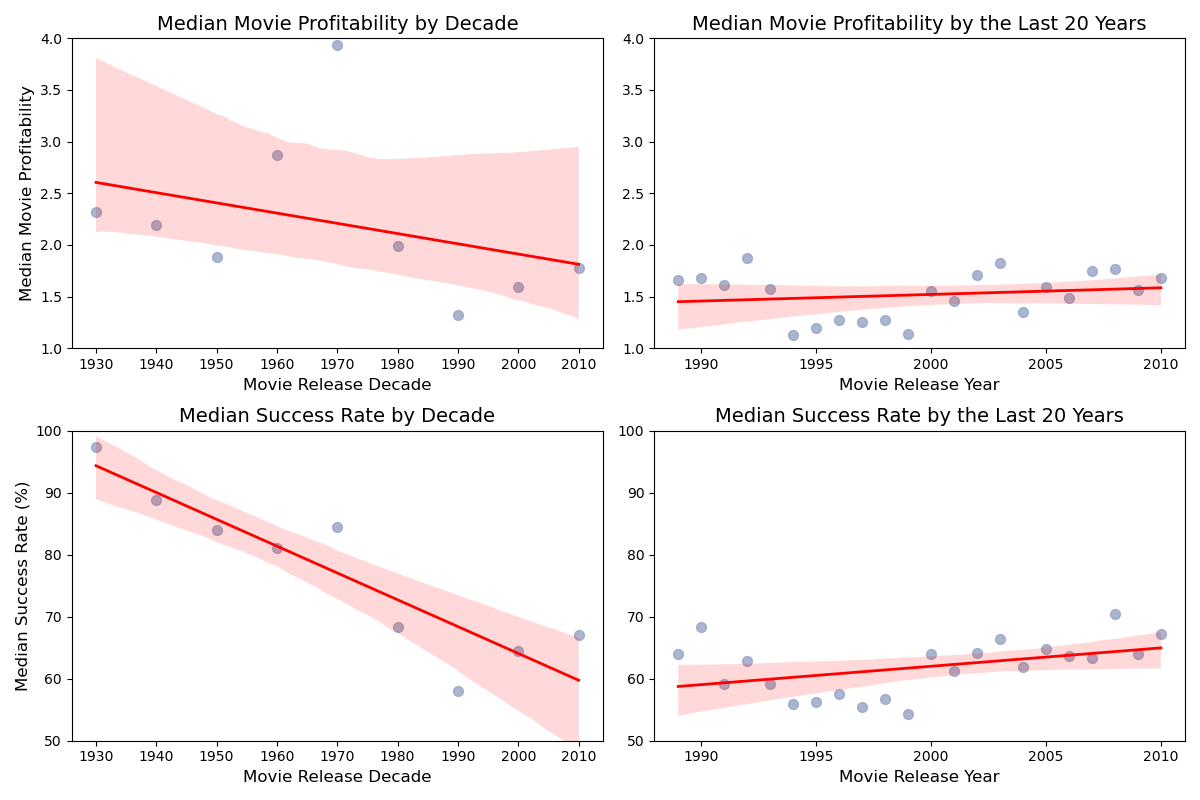 Median Movie Profitability by Decade
Median Movie Profitability
4.0
3.5
3.0
2.5
2.0
1.5
1.0
1930 1940 1950 1960 1970 1980 1990 2000 2010
Movie Release Decade
Median Movie Profitability by the Last 20 Years
4.0
3.5
3.0
2.5
2.0
1.5
1.0
1990 1995 2000 2005 2010
Movie Release Year
Median Success Rate by Decade
Median Success Rate (%)
100
90
80
70
60
50
1930 1940 1950 1960 1970 1980 1990 2000 2010
Movie Release Decade
Median Success Rate by the Last 20 Years
100
90
80
70
60
50
1990 1995 2000 2005 2010
Movie Release Year